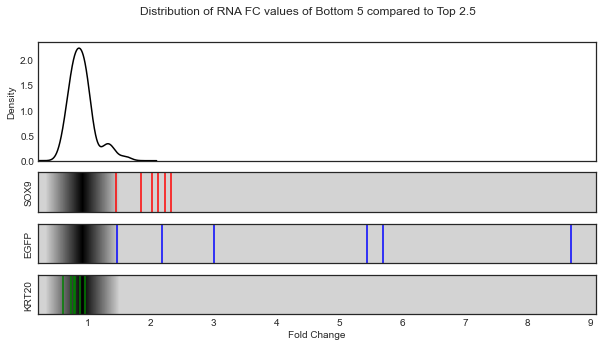 Distribution of RNA FC values of Bottom 5 compared to Top 2.5
2.0
1.5
1.0
0.5
0.0
Density
SOX9
EGFP
KRT20
1 2 3 4 5 6 7 8 9
Fold Change